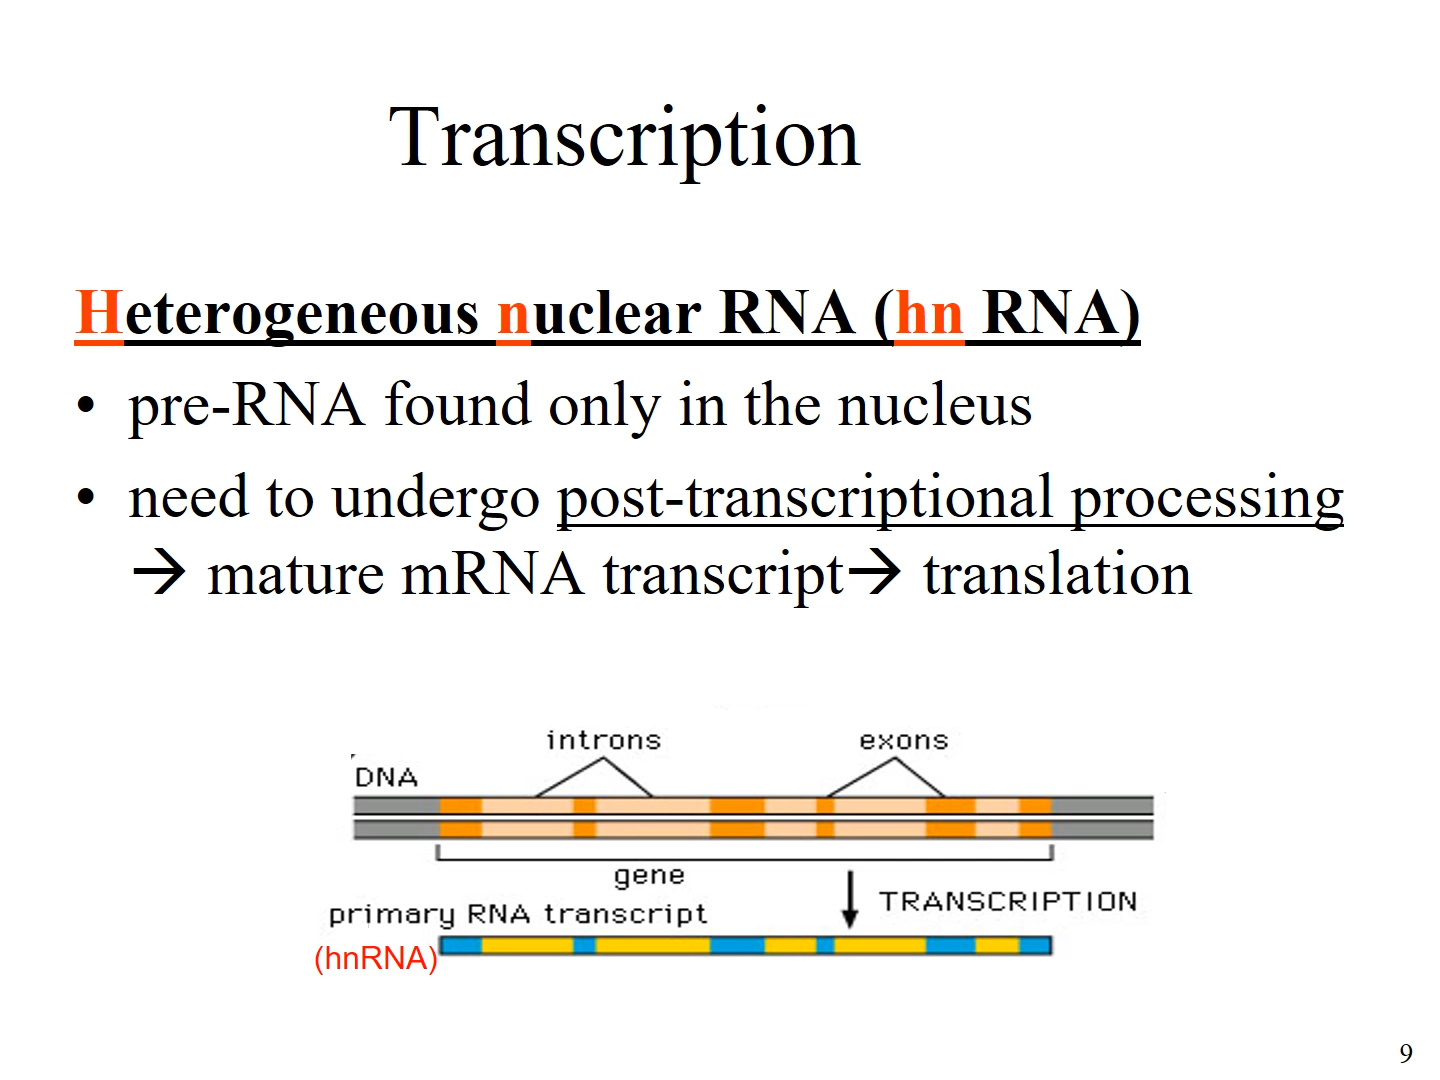 Transcription
Heterogeneous nuclear RNA (hn RNA)
• pre-RNA found only in the nucleus
• need to undergo post-transcriptional processing
→ mature mRNA transcript→ translation
introns exons
DNA
gene
TRANSCRIPTION
primary RNA transcript
(hnRNA)
9